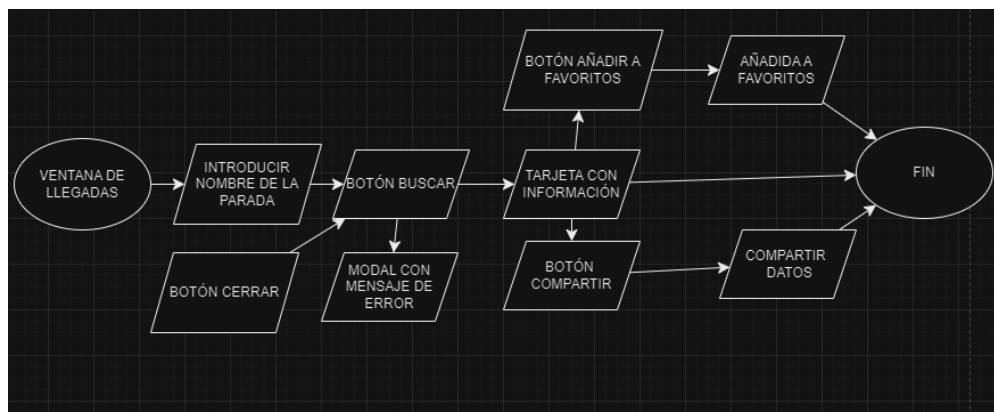 VENTANA DE
LLEGADAS
INTRODUCIR
NOMBRE DE LA
PARADA
BOTÓN BUSCAR
BOTÓN CERRAR
MODAL CON
MENSAJE DE
ERROR
TARJETA CON
INFORMACIÓN
BOTÓN AÑADIR A
FAVORITOS
AÑADIDA A
FAVORITOS
BOTÓN
COMPARTIR
COMPARTIR
DATOS
FIN